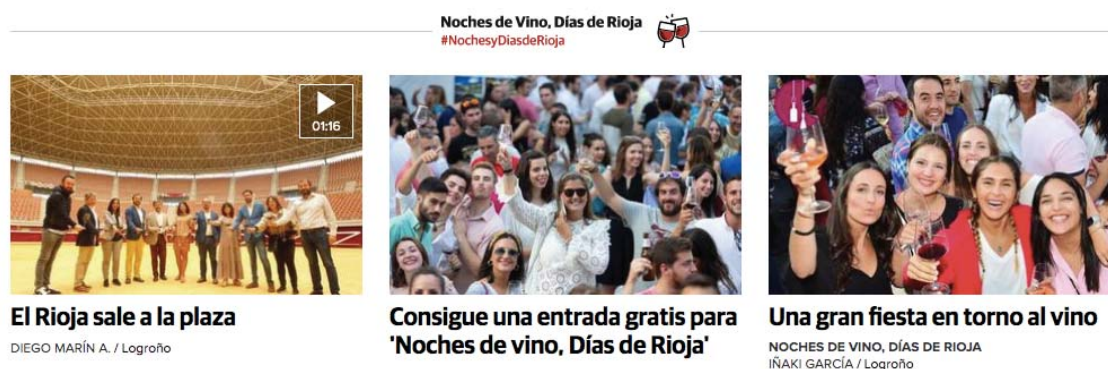 Noches de Vino, Días de Rioja
#NochesyDiasdeRioja
01:16
El Rioja sale a la plaza
DIEGO MARÍN A. / Logroño
Consigue una entrada gratis para
'Noches de vino, Días de Rioja'
Una gran fiesta en torno al vino
NOCHES DE VINO, DÍAS DE RIOJA
IÑAKI GARCÍA / Logroño